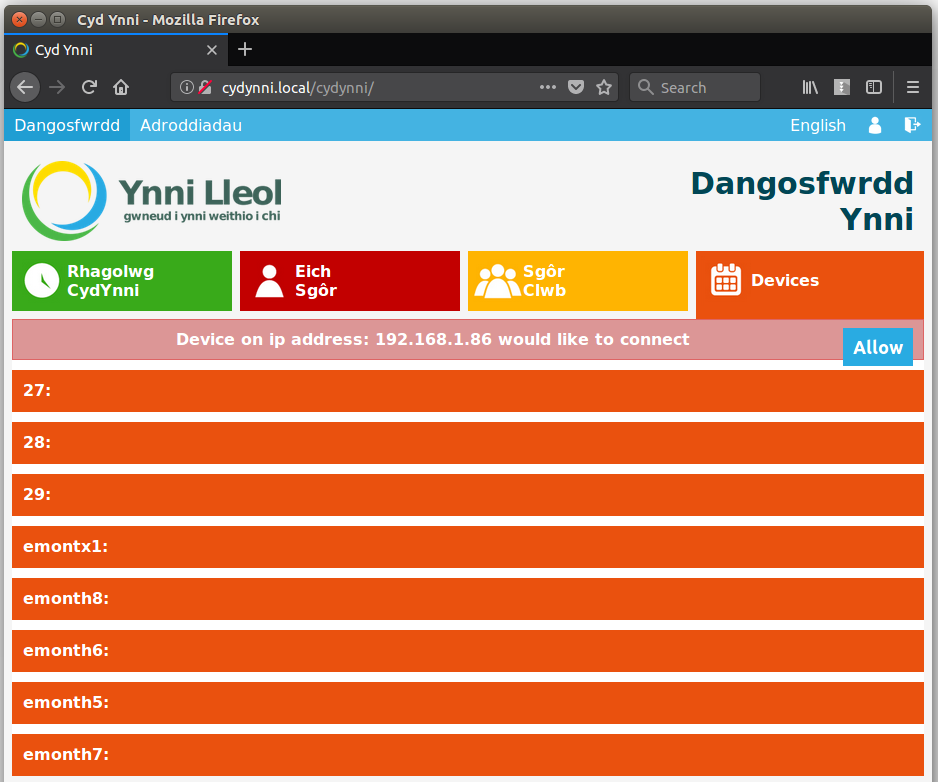 Cyd Ynni - Mozilla Firefox
Cyd Ynni
cydynni.local/cydynni/
Search
Dangosfwrdd Adroddiadau English
Ynni Lleol
gwneud i ynni weithio i chi
Dangosfwrdd
Ynni
Rhagolwg
CydYnni
Eich
Sgôr
Sgôr
Clwb
Devices
Device on ip address: 192.168.1.86 would like to connect
Allow
27:
28:
29:
emontx1:
emonth8:
emonth6:
emonth5:
emonth7: